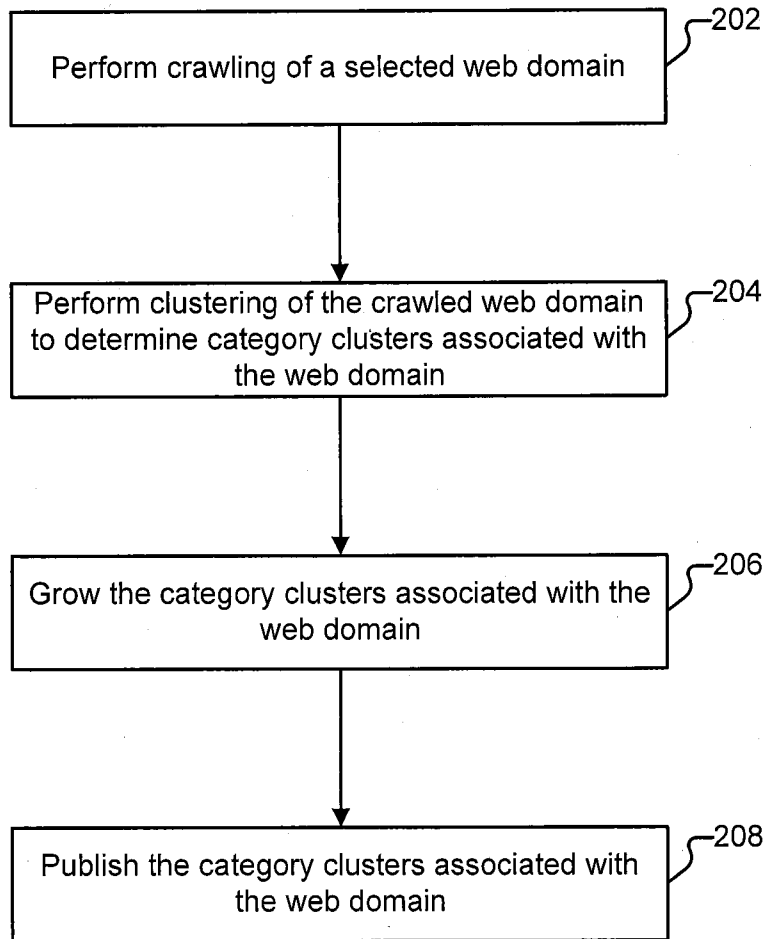 202
Perform crawling of a selected web domain
204
Perform clustering of the crawled web domain
to determine category clusters associated with
the web domain
206
Grow the category clusters associated with the
web domain
208
Publish the category clusters associated with
the web domain